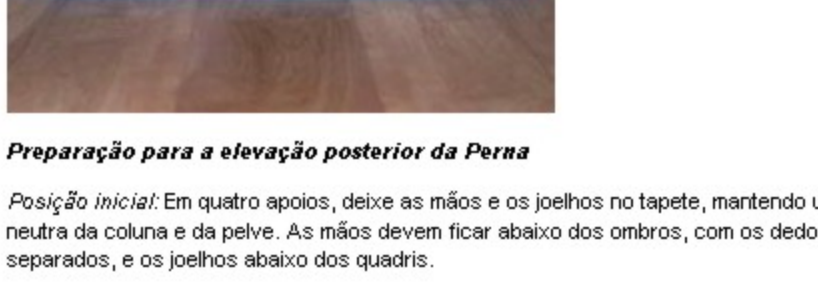 Preparação para a elevação posterior da Perna
Posição inicial: Em quatro apoios, deixe as mãos e os joelhos no tapete, mantendo
neutra da coluna e da pelve. As mãos devem ficar abaixo dos ombros, com os dedo
separados, e os joelhos abaixo dos quadris.